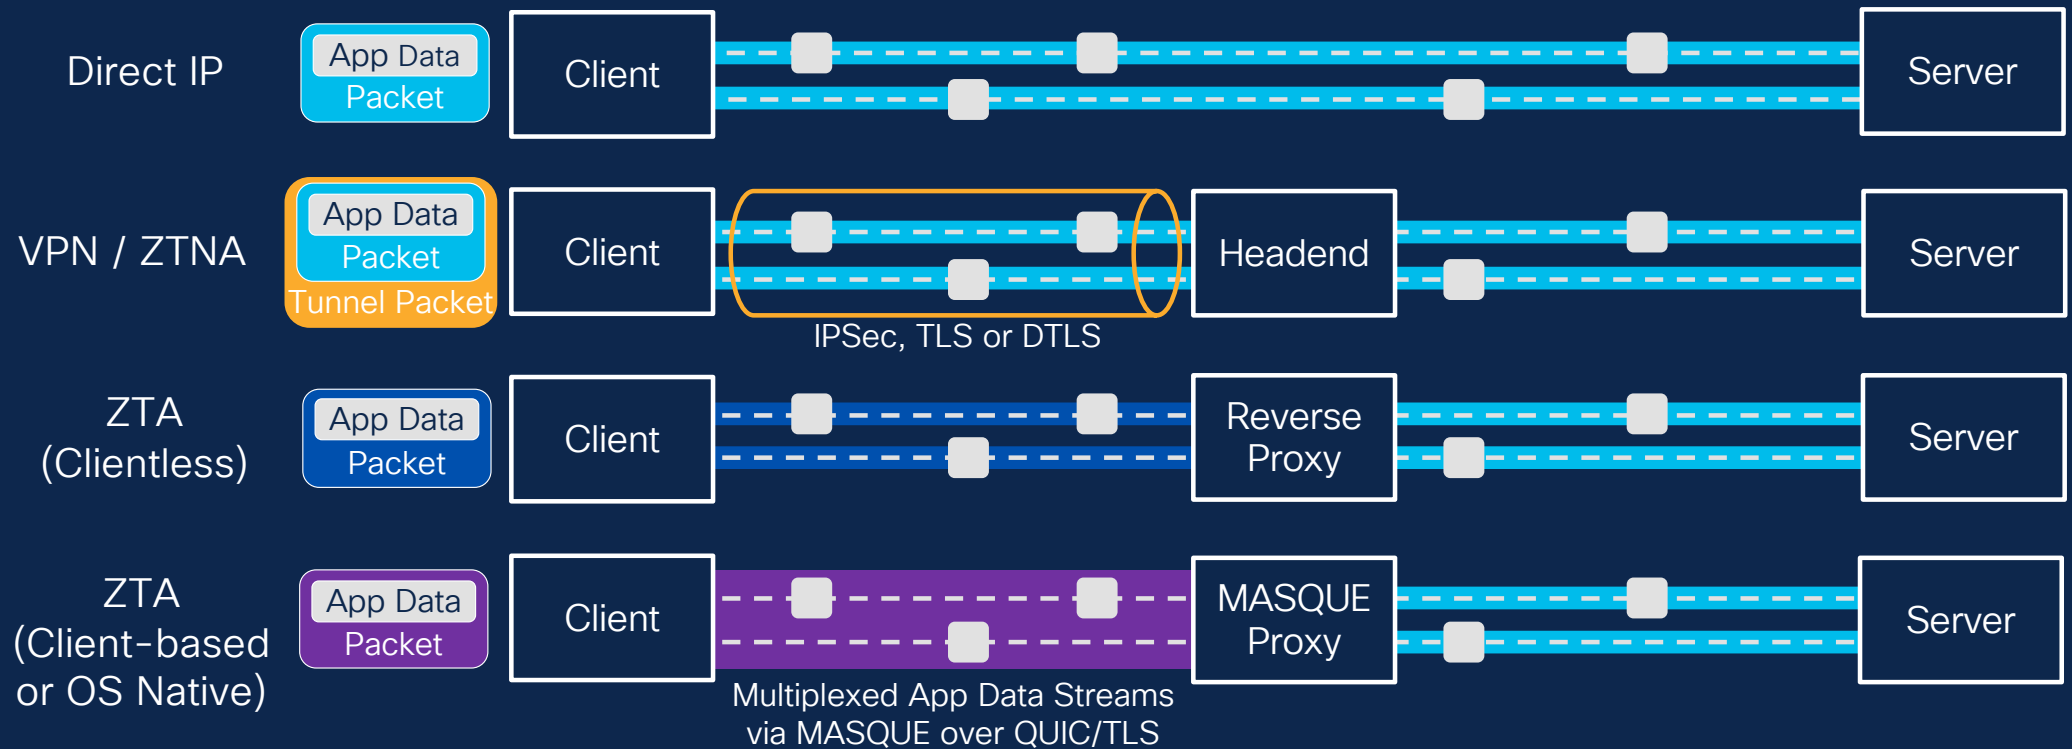 Direct IP
App Data
Packet
Client
Server
VPN / ZTNA
App Data
Packet
Tunnel Packet
Client
IPSec, TLS or DTLS
Headend
Server
ZTA
(Clientless)
App Data
Packet
Client
Reverse
Proxy
Server
ZTA
(Client-based
or OS Native)
App Data
Packet
Client
Multiplexed App Data Streams
via MASQUE over QUIC/TLS
MASQUE
Proxy
Server